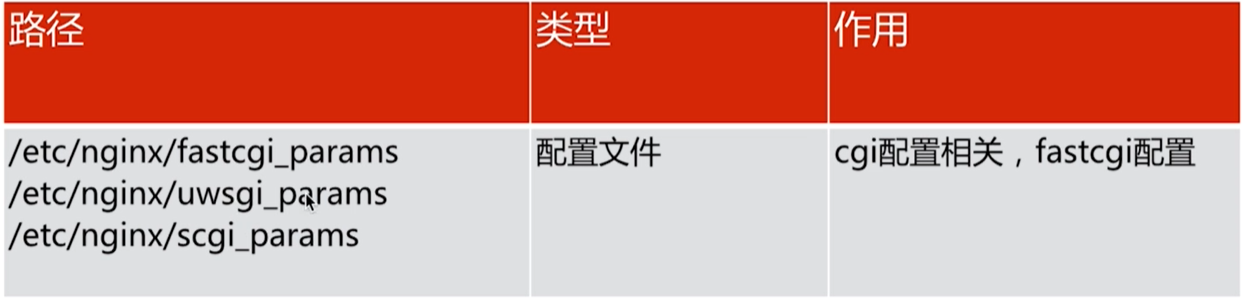 路径 类型 作用
/etc/nginx/fastcgi_params 配置文件 cgi配置相关，fastcgi配置
/etc/nginx/uwsgi_params
/etc/nginx/scgi_params